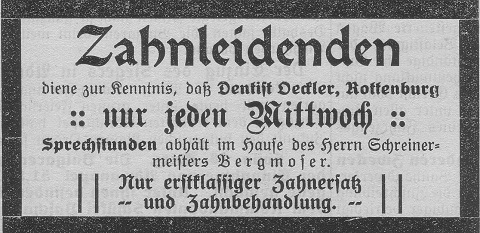 Zahnleidenden
diene zur Kenntnis, daß Dentist Deckler, Rottenburg
:: nur jeden Mittwoch ::
Sprechstunden abhält im Hause des Herrn Schreiner-
meisters Bergmoser.
Nur erstklassiger Zahnersatz
-- und Zahnbehandlung. --